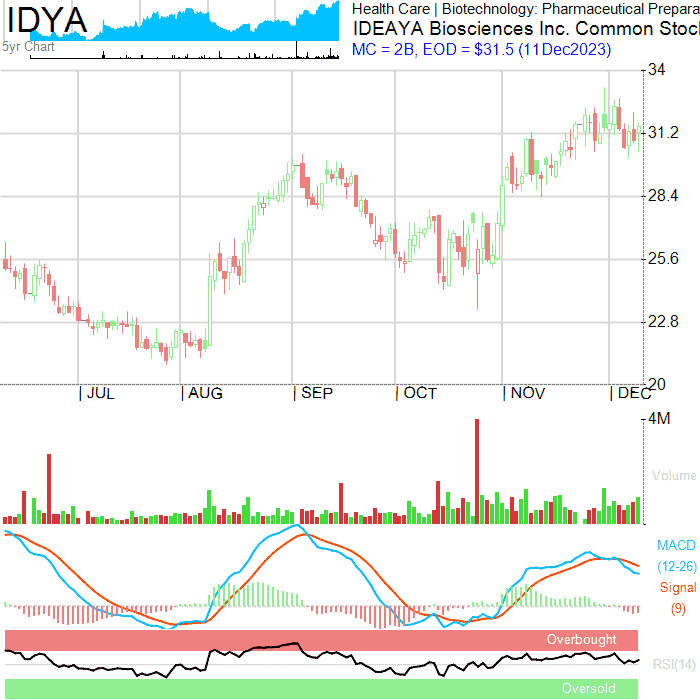 IDYA
5yr Chart
Health Care | Biotechnology: Pharmaceutical Prepara
IDEAYA Biosciences Inc. Common Stoc
MC = 2B, EOD = $31.5 (11Dec2023)
34
31.2
28.4
25.6
22.8
20
JUL AUG SEP OCT NOV DEC
4M
Volume
MACD
(12-26)
Signal
(9)
Overbought
RSI(14)
Oversold